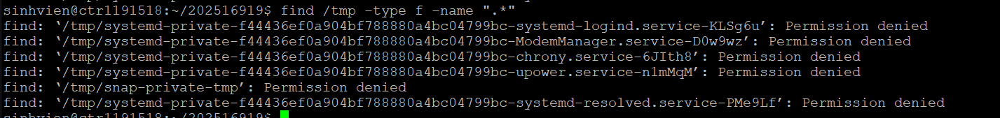 sinhvien@ctr1191518:~/202516919$ find /tmp -type f -name ".*"
find: ‘/tmp/systemd-private-f44436ef0a904bf788880a4bc04799bc-systemd-logind.service-KLSg6u’: Permission denied
find: ‘/tmp/systemd-private-f44436ef0a904bf788880a4bc04799bc-ModemManager.service-D0w9wz’: Permission denied
find: ‘/tmp/systemd-private-f44436ef0a904bf788880a4bc04799bc-chrony.service-6JIth8’: Permission denied
find: ‘/tmp/systemd-private-f44436ef0a904bf788880a4bc04799bc-upower.service-n1mMqM’: Permission denied
find: ‘/tmp/snap-private-tmp’: Permission denied
find: ‘/tmp/systemd-private-f44436ef0a904bf788880a4bc04799bc-systemd-resolved.service-PMe9Lf’: Permission denied
sinhvien@ctr1191518:~/202516919$